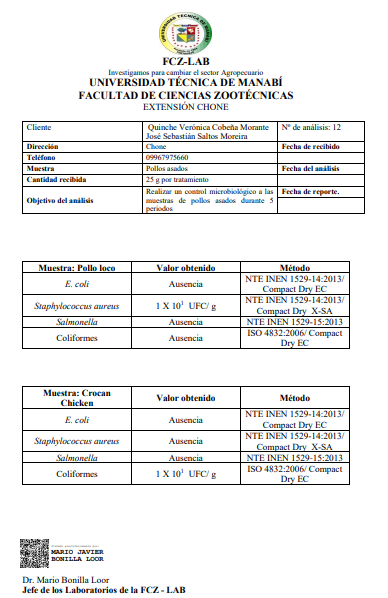 FCZ-LAB
Investigamos para cambiar el sector Agropecuario
UNIVERSIDAD TÉCNICA DE MANABÍ
FACULTAD DE CIENCIAS ZOOTÉCNICAS
EXTENSIÓN CHONE
Cliente Quinche Verónica Cobeña Morante Nº de análisis: 12
José Sebastián Saltos Moreira
Dirección Chone Fecha de recibido
Teléfono 09967975660
Muestra Pollos asados Fecha del análisis
Cantidad recibida 25 g por tratamiento
Objetivo del análisis Realizar un control microbiológico a las Fecha de reporte.
muestras de pollos asados durante 5
periodos
Muestra: Pollo loco Valor obtenido Método
E. coli Ausencia NTE INEN 1529-14:2013/
Compact Dry EC
Staphylococcus aureus 1 X 10¹ UFC/ g NTE INEN 1529-14:2013/
Compact Dry X-SA
Salmonella Ausencia NTE INEN 1529-15:2013
Coliformes Ausencia ISO 4832:2006/ Compact
Dry EC
Muestra: Crocan
Chicken Valor obtenido Método
E. coli Ausencia NTE INEN 1529-14:2013/
Compact Dry EC
Staphylococcus aureus Ausencia NTE INEN 1529-14:2013/
Compact Dry X-SA
Salmonella Ausencia NTE INEN 1529-15:2013
Coliformes 1 X 10¹ UFC/ g ISO 4832:2006/ Compact
Dry EC
MARIO JAVIER
BONILLA LOOR
Dr. Mario Bonilla Loor
Jefe de los Laboratorios de la FCZ - LAB